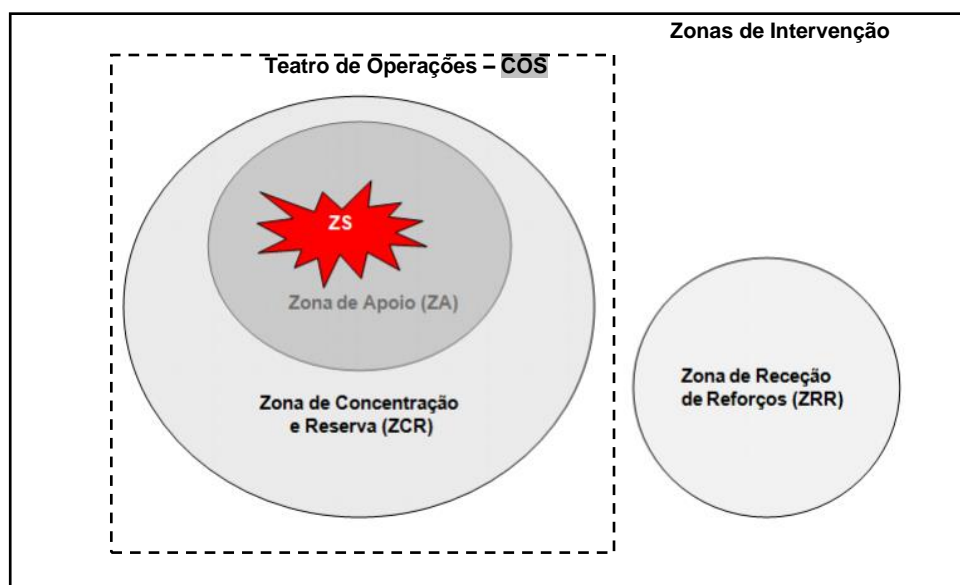 Zonas de Intervenção
Teatro de Operações – COS
ZS
Zona de Apoio (ZA)
Zona de Concentração
e Reserva (ZCR)
Zona de Receção
de Reforços (ZRR)